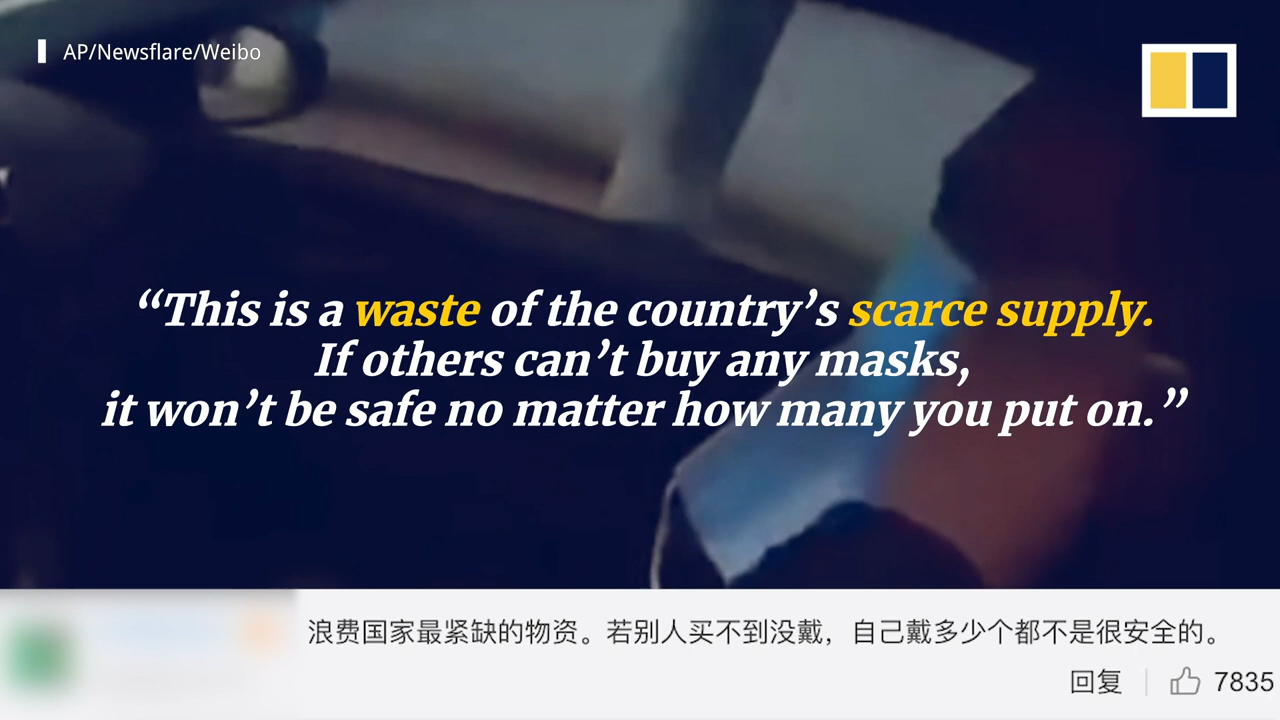 AP/Newsflare/Weibo
“This is a waste of the country’s scarce supply.
If others can’t buy any masks,
it won’t be safe no matter how many you put on.”
浪费国家最紧缺的物资。若别人买不到没戴，自己戴多少个都不是很安全的。
回复 7835